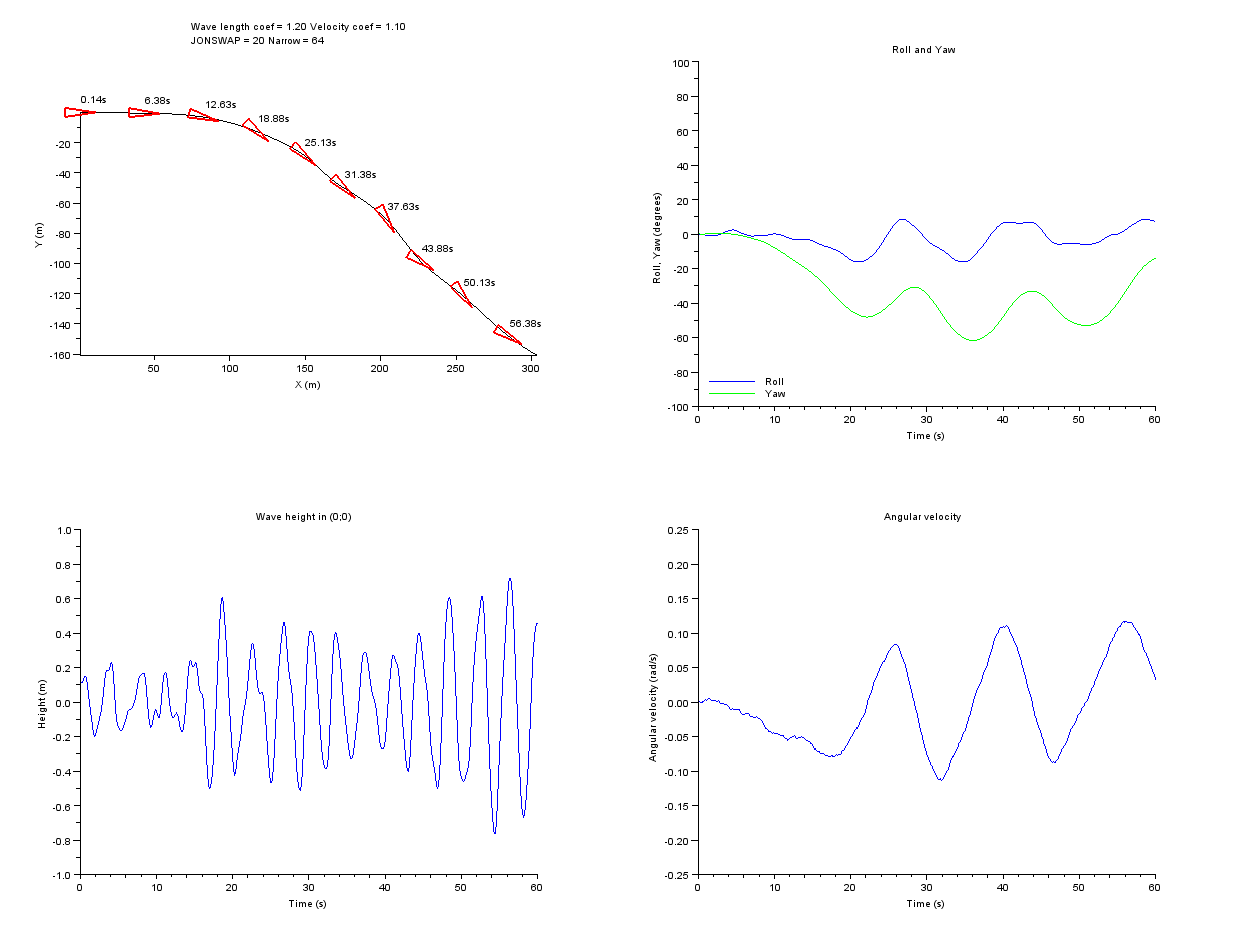 Wave length coef = 1.20 Velocity coef = 1.10
JONSWAP = 20 Narrow = 64
0.14s
6.38s
12.63s
18.88s
25.13s
31.38s
37.63s
43.88s
50.13s
56.38s
-20
-40
-60
-80
-100
-120
-140
-160
50
100
150
200
250
300
X (m)
Y (m)
Roll and Yaw
100
80
60
40
20
0
-20
-40
-60
-80
-100
Roll, Yaw (degrees)
Roll
Yaw
0
10
20
30
40
50
60
Time (s)
Wave height in (0;0)
1.0
0.8
0.6
0.4
0.2
0.0
-0.2
-0.4
-0.6
-0.8
-1.0
Height (m)
0
10
20
30
40
50
60
Time (s)
Angular velocity
0.25
0.20
0.15
0.10
0.05
0.00
-0.05
-0.10
-0.15
-0.20
-0.25
Angular velocity (rad/s)
0
10
20
30
40
50
60
Time (s)